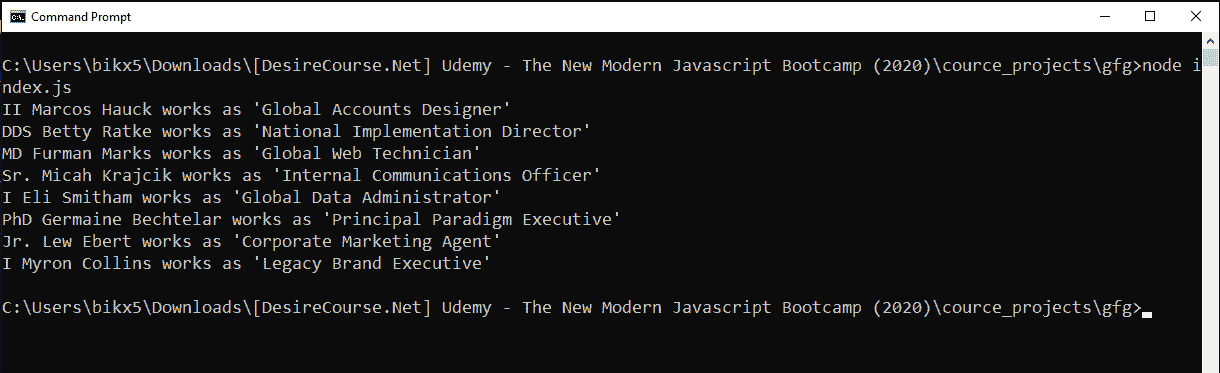 Command Prompt
C:\Users\bikx5\Downloads\[DesireCourse.Net] Udemy - The New Modern Javascript Bootcamp (2020)\cource_projects\gfg>node i
ndex.js
II Marcos Hauck works as 'Global Accounts Designer'
DDS Betty Ratke works as 'National Implementation Director'
MD Furman Marks works as 'Global Web Technician'
Sr. Micah Krajcik works as 'Internal Communications Officer'
I Eli Smitham works as 'Global Data Administrator'
PhD Germaine Bechtelar works as 'Principal Paradigm Executive'
Jr. Lew Ebert works as 'Corporate Marketing Agent'
I Myron Collins works as 'Legacy Brand Executive'
C:\Users\bikx5\Downloads\[DesireCourse.Net] Udemy - The New Modern Javascript Bootcamp (2020)\cource_projects\gfg>